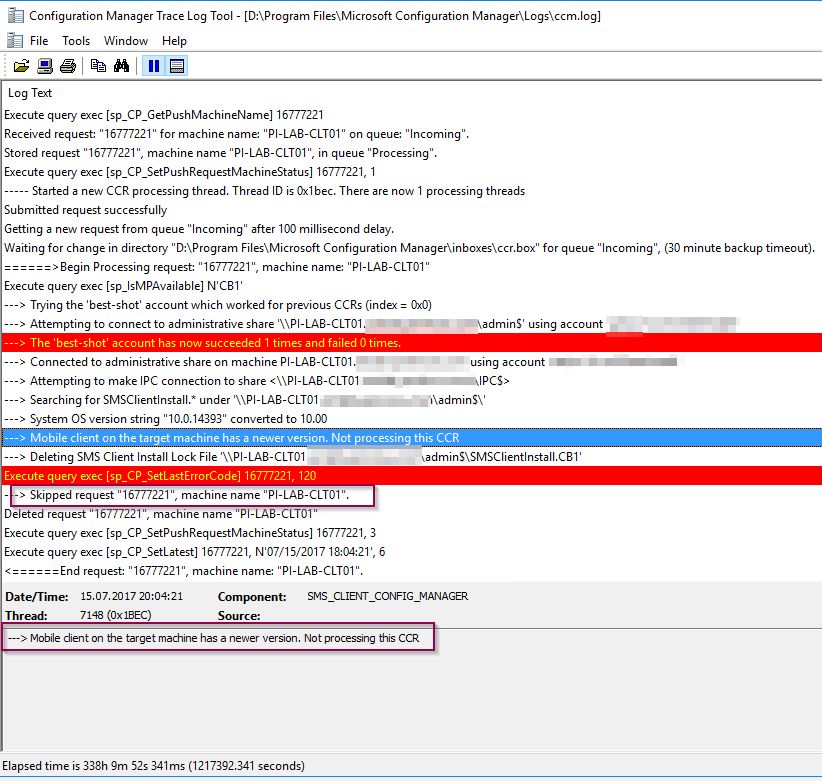 Configuration Manager Trace Log Tool - [D:\Program Files\Microsoft Configuration Manager\Logs\ccm.log]
File Tools Window Help
Log Text
Execute query exec [sp_CP_GetPushMachineName] 16777221
Received request: "16777221" for machine name: "PI-LAB-CLT01" on queue: "Incoming".
Stored request "16777221", machine name "PI-LAB-CLT01", in queue "Processing".
Execute query exec [sp_CP_SetPushRequestMachineStatus] 16777221, 1
----- Started a new CCR processing thread. Thread ID is 0x1bec. There are now 1 processing threads
Submitted request successfully
Getting a new request from queue "Incoming" after 100 millisecond delay.
Waiting for change in directory "D:\Program Files\Microsoft Configuration Manager\inboxes\ccr.box" for queue "Incoming", (30 minute backup timeout).
======>Begin Processing request: "16777221", machine name: "PI-LAB-CLT01"
Execute query exec [sp_IsMPAvailable] N'CB1'
---> Trying the 'best-shot' account which worked for previous CCRs (index = 0x0)
---> Attempting to connect to administrative share '\\PI-LAB-CLT01. \admin$' using account
---> The 'best-shot' account has now succeeded 1 times and failed 0 times.
---> Connected to administrative share on machine PI-LAB-CLT01. using account
---> Attempting to make IPC connection to share <\\PI-LAB-CLT01 \IPC$>
---> Searching for SMSClientInstall.* under '\\PI-LAB-CLT01 \admin$\'
---> System OS version string "10.0.14393" converted to 10.00
---> Mobile client on the target machine has a newer version. Not processing this CCR
---> Deleting SMS Client Install Lock File '\\PI-LAB-CLT01 \admin$\SMSClientInstall.CB1'
Execute query exec [sp_CP_SetLastErrorCode] 16777221, 120
---> Skipped request "16777221", machine name "PI-LAB-CLT01".
Deleted request "16777221", machine name "PI-LAB-CLT01"
Execute query exec [sp_CP_SetPushRequestMachineStatus] 16777221, 3
Execute query exec [sp_CP_SetLatest] 16777221, N'07/15/2017 18:04:21', 6
<======End request: "16777221", machine name: "PI-LAB-CLT01".
Date/Time: 15.07.2017 20:04:21 Component: SMS_CLIENT_CONFIG_MANAGER
Thread: 7148 (0x1BEC) Source:
---> Mobile client on the target machine has a newer version. Not processing this CCR
Elapsed time is 338h 9m 52s 341ms (1217392.341 seconds)